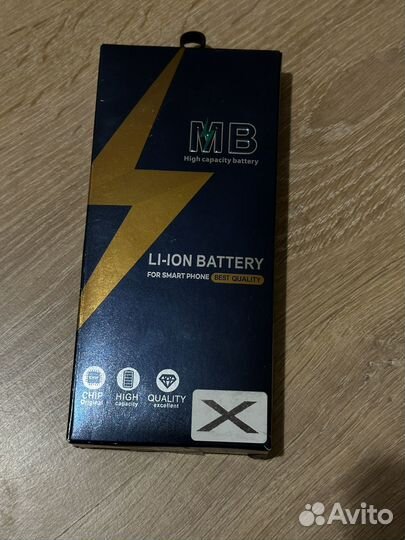 MB
High capacity battery
LI-ION BATTERY
FOR SMART PHONE BEST QUALITY
CHIP
Original
HIGH
capacity
QUALITY
excellent
X
Avito